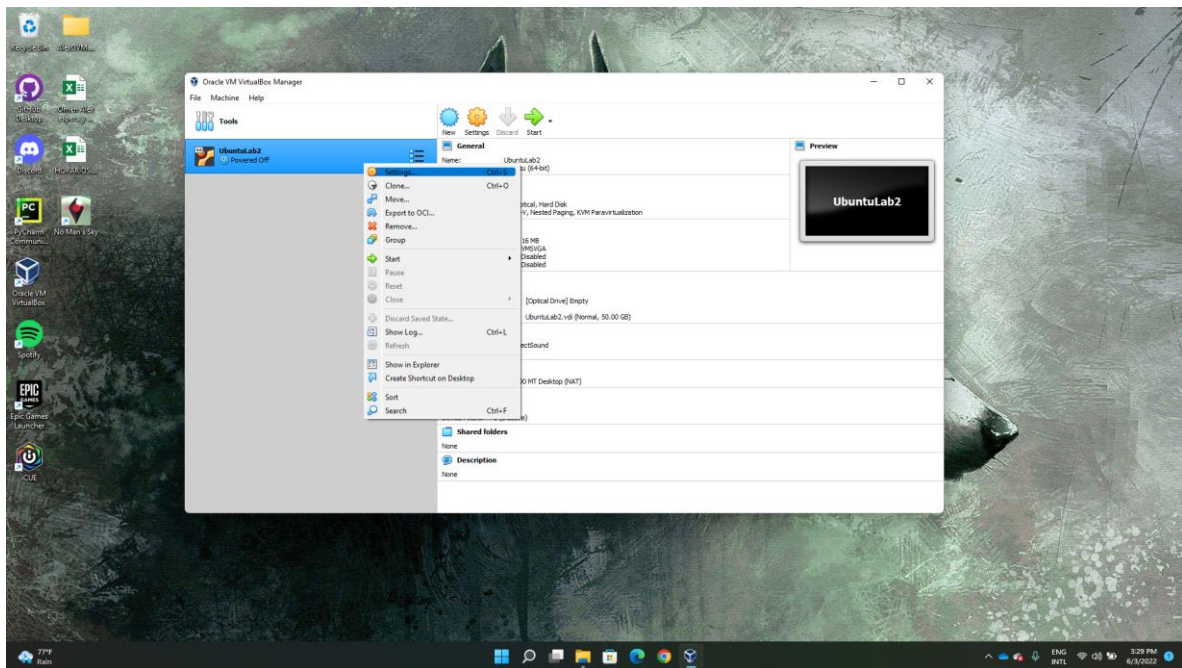 Recycle Bin
GitHub
Desktop
Discord
PyCharm
Communi...
No Man's Sky
Oracle VM
VirtualBox
Spotify
EPIC
GAMES
Epic Games
Launcher
iCUE
Oracle VM VirtualBox Manager
File Machine Help
Tools
New Settings Discard Start
UbuntuLab2
Powered Off
General
Name: UbuntuLab2
(64-bit)
Optical, Hard Disk
Nested Paging, KVM Paravirtualization
16 MB
VMSVGA
Disabled
Disabled
[Optical Drive] Empty
UbuntuLab2.vdi (Normal, 50.00 GB)
MT Desktop (NAT)
Shared folders
None
Description
None
Preview
UbuntuLab2
Settings... Ctrl+S
Clone... Ctrl+O
Move...
Export to OCI...
Remove...
Group
Start
Pause
Reset
Close
Discard Saved State...
Show Log... Ctrl+L
Refresh
Show in Explorer
Create Shortcut on Desktop
Sort
Search Ctrl+F
77°F
Rain
ENG
INTL
3:29 PM
6/3/2022